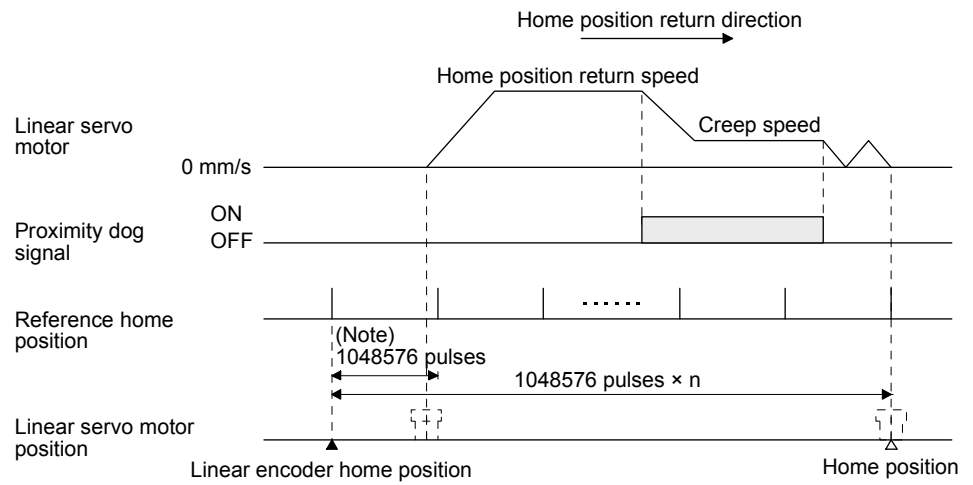 Home position return direction
Home position return speed
Linear servo
motor
Creep speed
0 mm/s
ON
Proximity dog
signal
OFF
Reference home
position
(Note)
1048576 pulses
1048576 pulses × n
Linear servo motor
position
Linear encoder home position
Home position